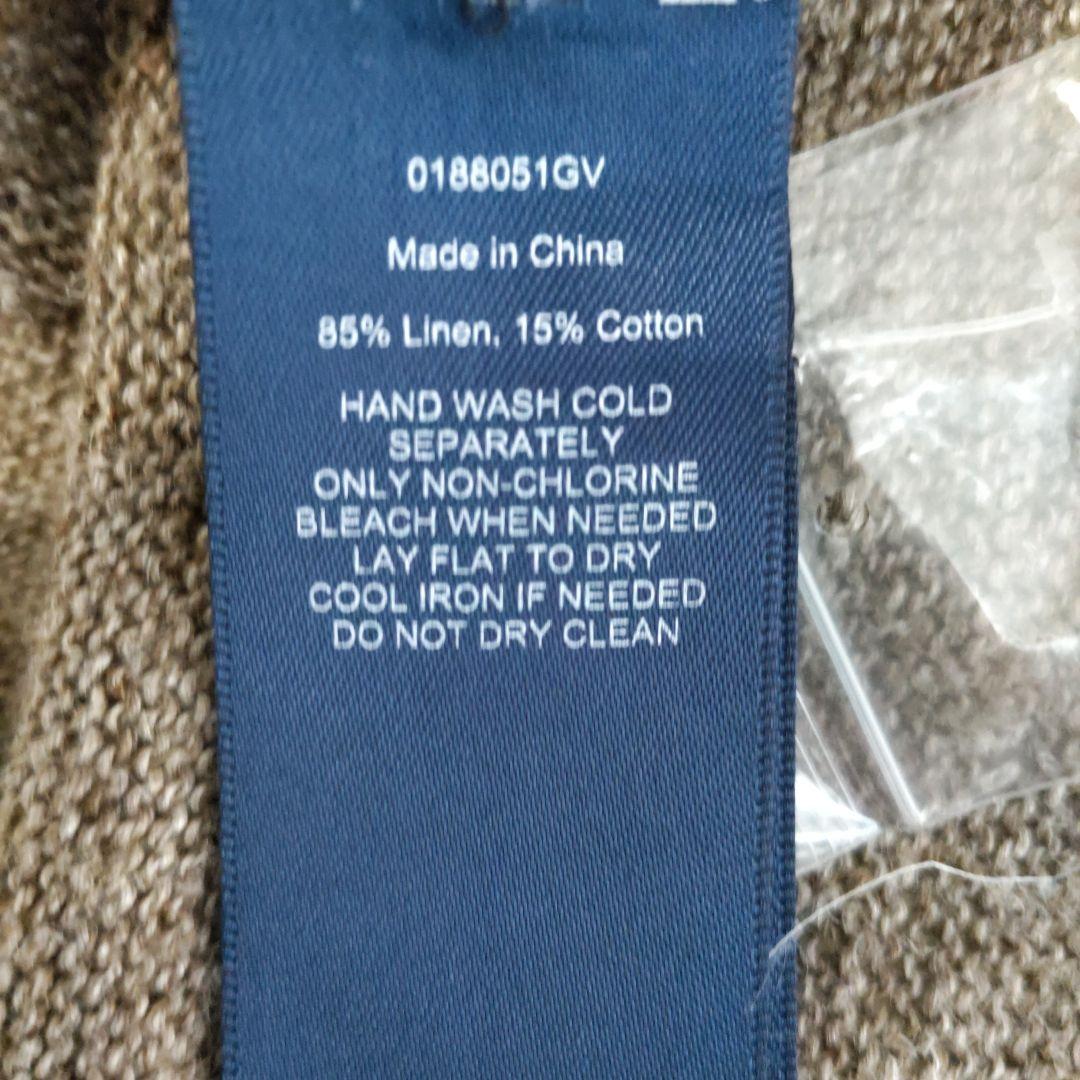 0188051GV
Made in China
85% Linen, 15% Cotton
HAND WASH COLD
SEPARATELY
ONLY NON-CHLORINE
BLEACH WHEN NEEDED
LAY FLAT TO DRY
COOL IRON IF NEEDED
DO NOT DRY CLEAN